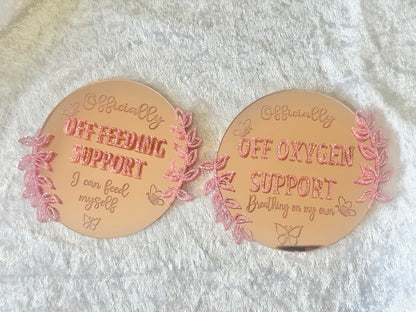 Officially
OFF FEEDING
SUPPORT
I can feed
myself
Officially
OFF OXYGEN
SUPPORT
Breathing on my own